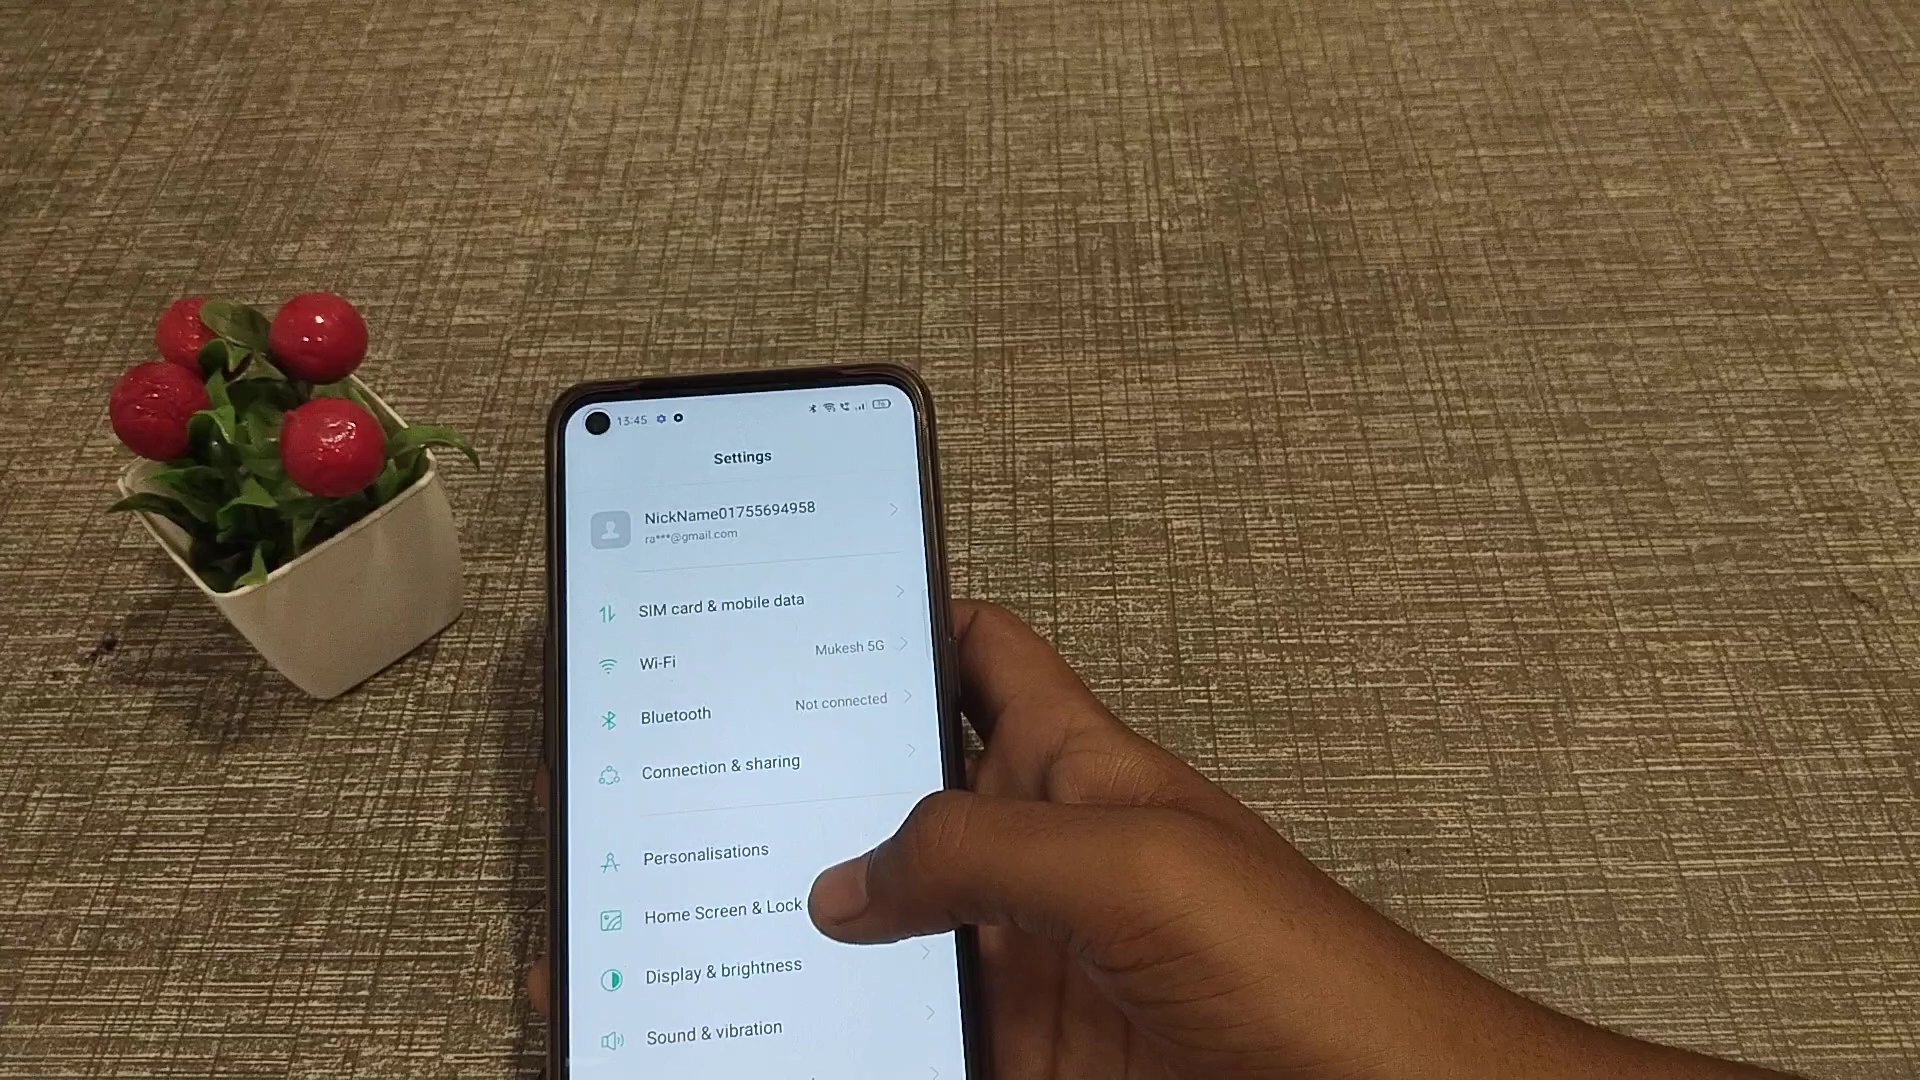 13:45
Settings
NickName01755694958
ra***@gmail.com
SIM card & mobile data
Wi-Fi Mukesh 5G
Bluetooth Not connected
Connection & sharing
Personalisations
Home Screen & Lock
Display & brightness
Sound & vibration